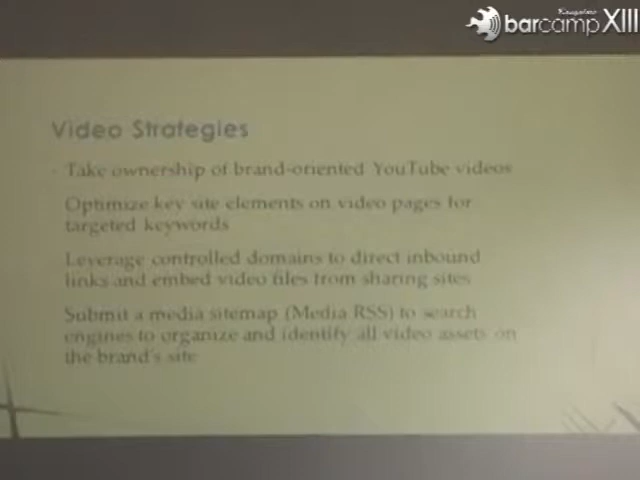 barcamp XIII
Video Strategies
- Take ownership of brand-oriented YouTube videos
Optimize key site elements on video pages for
targeted keywords
Leverage controlled domains to direct inbound
links and embed video files from sharing sites
Submit a media sitemap (Media RSS) to search
engines to organize and identify all video assets on
the brand's site